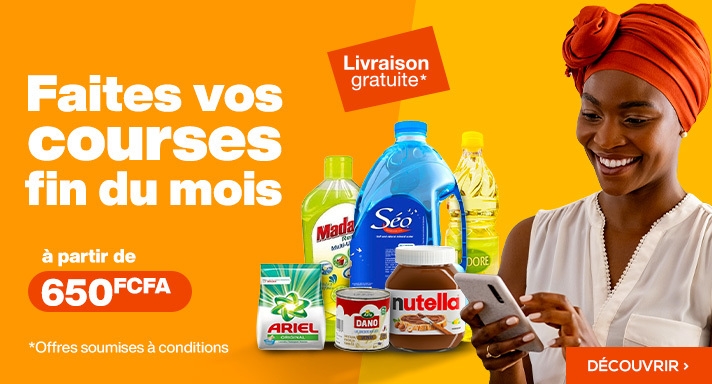 Livraison
gratuite*
Faites vos
courses
fin du mois
à partir de
650FCFA
*Offres soumises à conditions
Séo
ARIEL
ORIGINAL
DANO
nutella
DORE
DÉCOUVRIR >